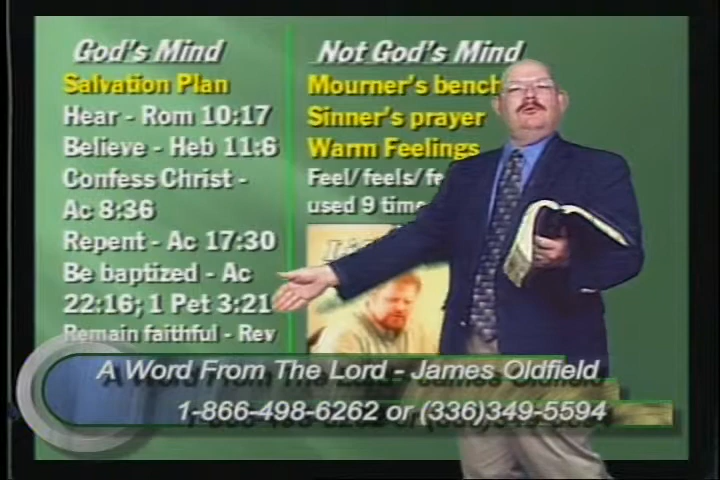 God's Mind
Salvation Plan
Hear - Rom 10:17
Believe - Heb 11:6
Confess Christ -
Ac 8:36
Repent - Ac 17:30
Be baptized - Ac
22:16; 1 Pet 3:21
Remain faithful - Rev
Not God's Mind
Mourner's bench
Sinner's prayer
Warm Feelings
Feel/feels/
used 9
A Word From The Lord - James Oldfield
1-866-498-6262 or (336)349-5594